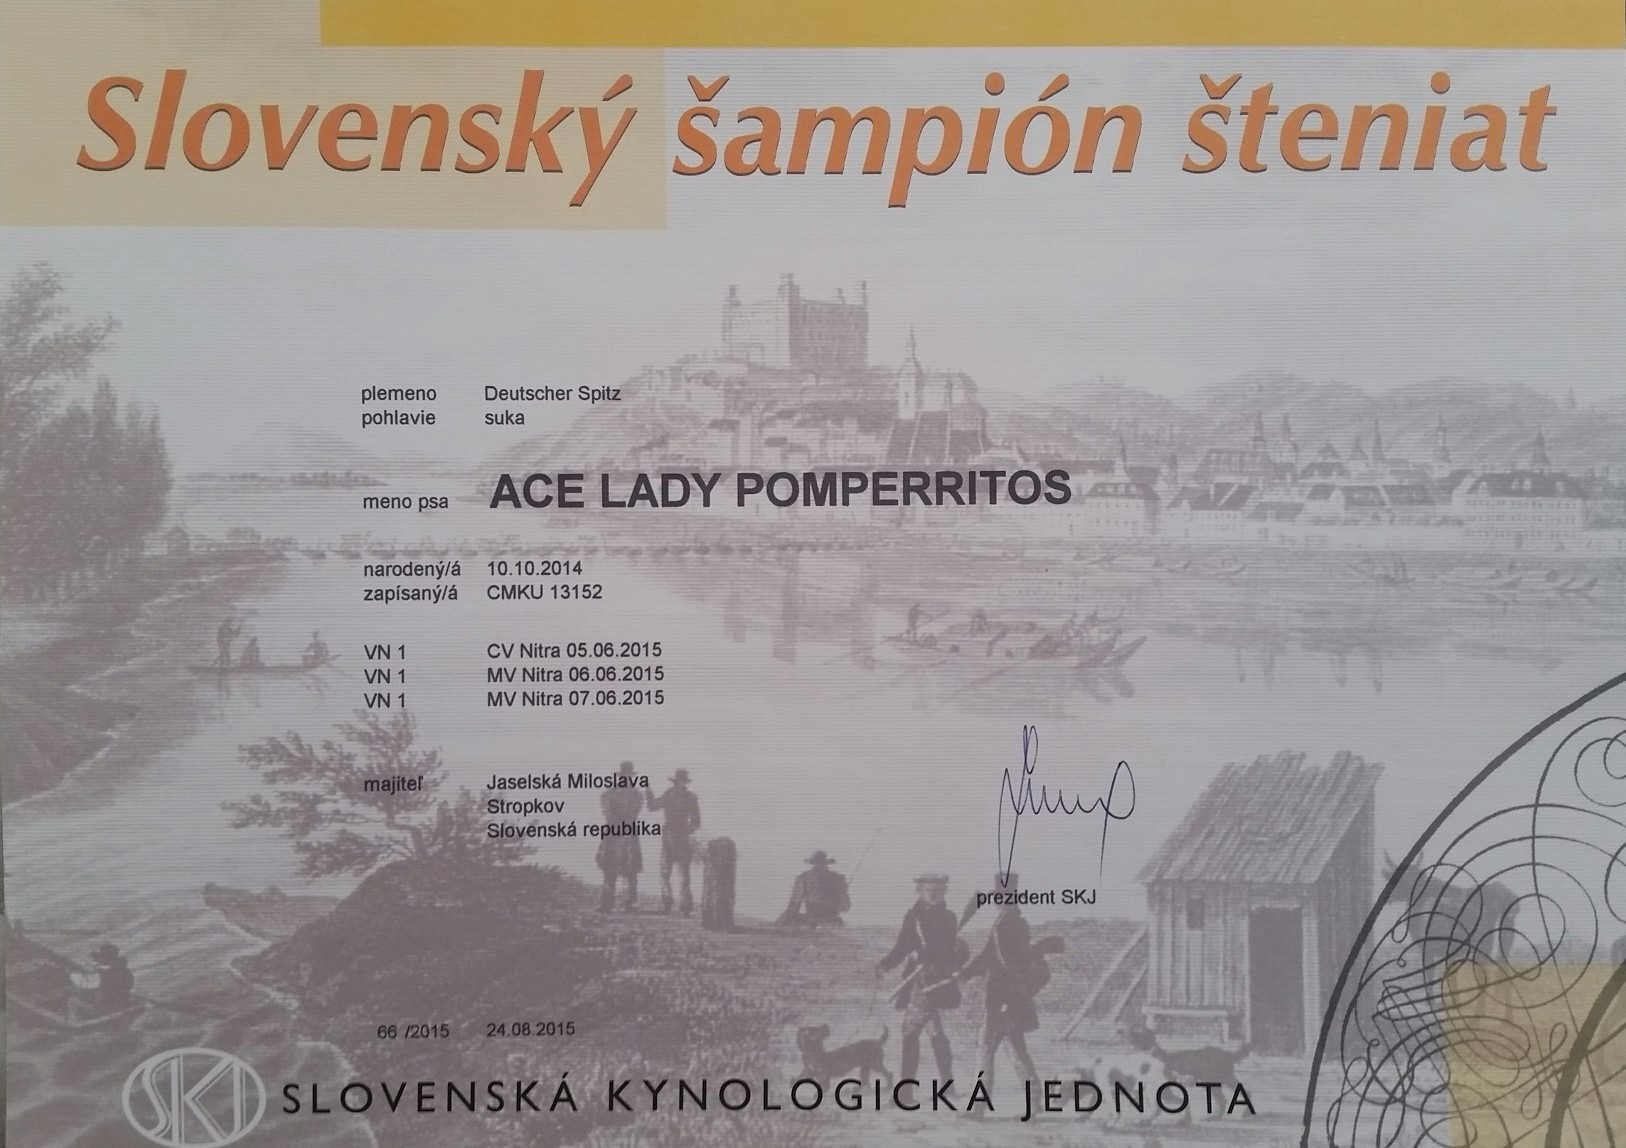 Slovenský šampión šteniat
plemeno Deutscher Spitz
pohlavie suka
meno psa ACE LADY POMPERRITOS
narodený/á 10.10.2014
zapísaný/á CMKU 13152
VN 1 CV Nitra 05.06.2015
VN 1 MV Nitra 06.06.2015
VN 1 MV Nitra 07.06.2015
majiteľ Jaselská Miloslava
Stropkov
Slovenská republika
prezident SKJ
66 /2015 24.08.2015
SKJ SLOVENSKÁ KYNOLOGICKÁ JEDNOTA